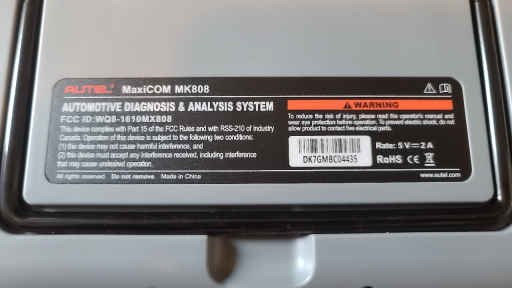 AUTEL® MaxiCOM MK808
AUTOMOTIVE DIAGNOSIS & ANALYSIS SYSTEM
FCC ID:WQ8-1610MX808
This device complies with Part 15 of the FCC Rules and with RSS-210 of Industry
Canada. Operation of this device is subject to the following two conditions:
(1) this device may not cause harmful interference, and
(2) this device must accept any interference received, including interference
that may cause undesired operation.
WARNING
To reduce the risk of injury, please read the operator's manual and
wear eye protection before operation. To prevent electric shock, do not
allow product to contact live electrical parts.
DK7GMBC04435
Rate: 5V⎓2A
RoHS CE
All rights reserved Do not remove Made in China
www.autel.com